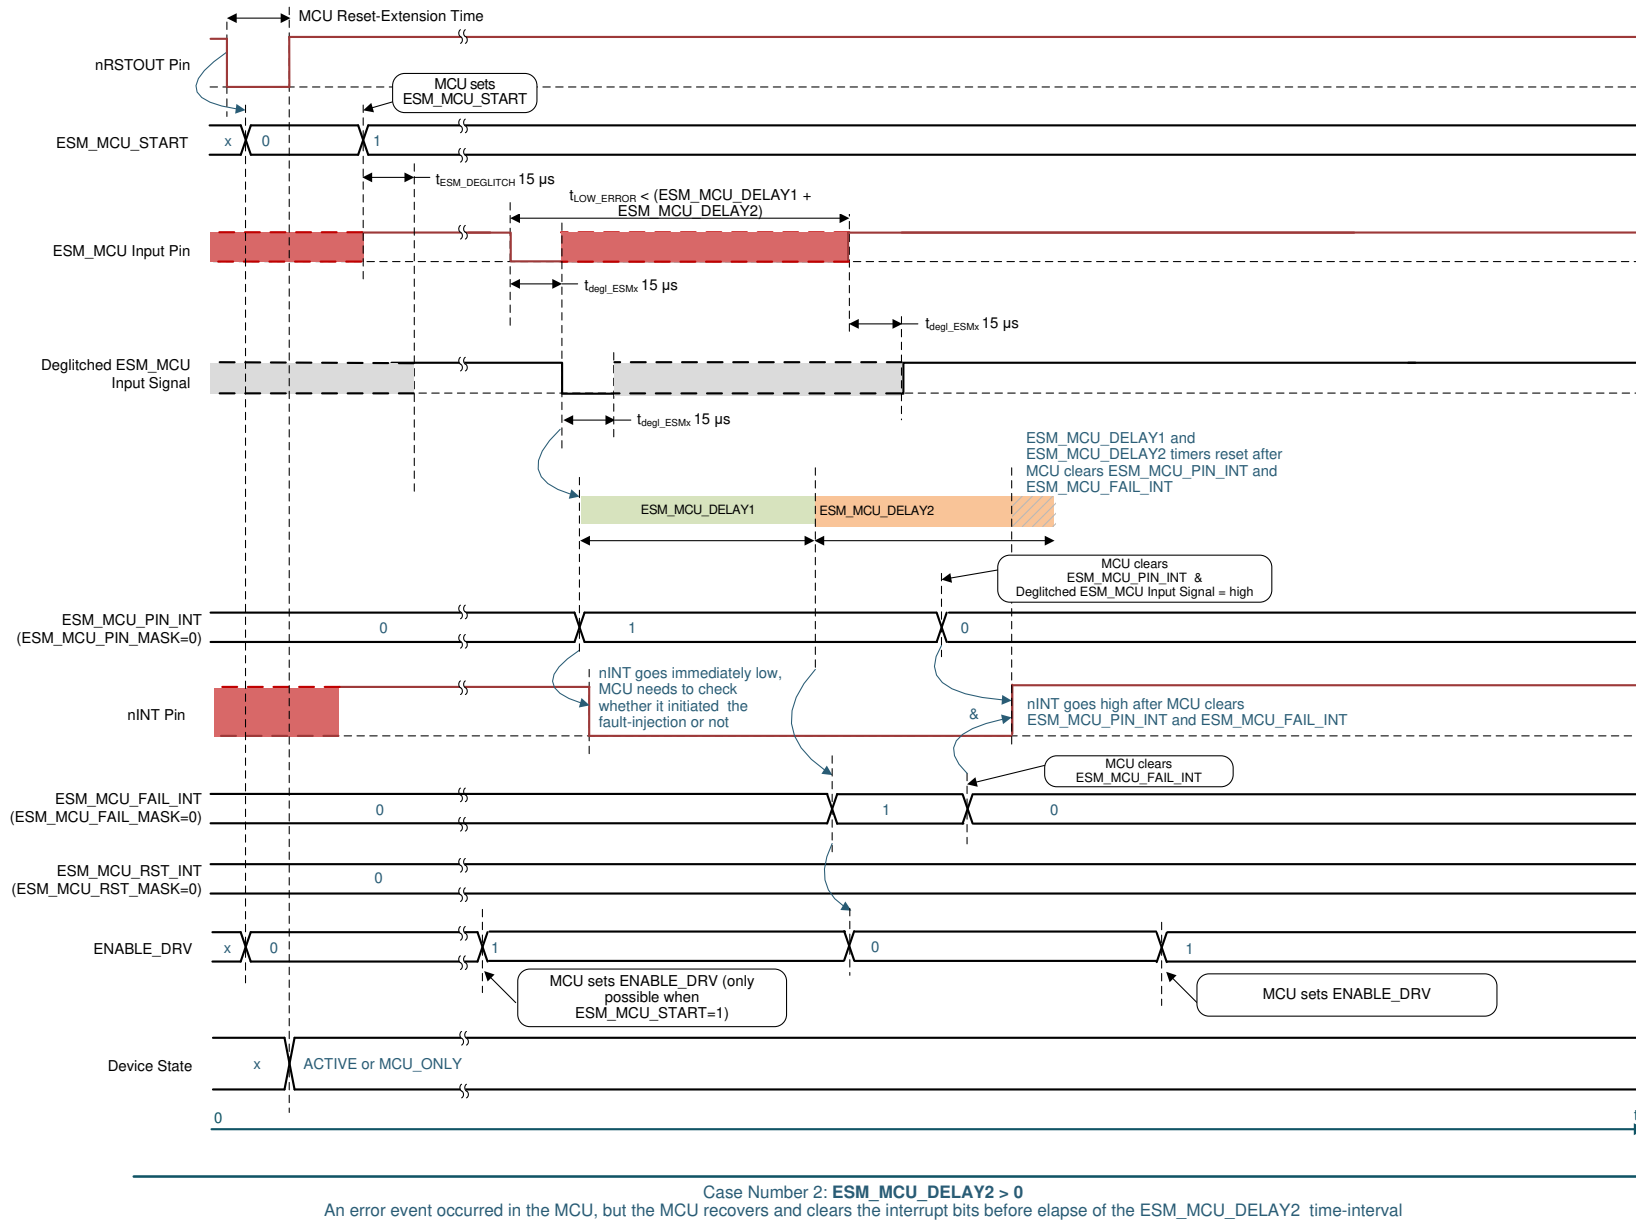 MCU Reset-Extension Time
nRSTOUT Pin
MCU sets
ESM_MCU_START
ESM_MCU_START
x
0
1
tESM_DEGLITCH 15 µs
tLOW_ERROR < (ESM_MCU_DELAY1 +
ESM_MCU_DELAY2)
ESM_MCU Input Pin
tdegl_ESMx 15 µs
tdegl_ESMx 15 µs
Deglitched ESM_MCU
Input Signal
tdegl_ESMx 15 µs
ESM_MCU_DELAY1 and
ESM_MCU_DELAY2 timers reset after
MCU clears ESM_MCU_PIN_INT and
ESM_MCU_FAIL_INT
ESM_MCU_DELAY1
ESM_MCU_DELAY2
MCU clears
ESM_MCU_PIN_INT &
Deglitched ESM_MCU Input Signal = high
ESM_MCU_PIN_INT
(ESM_MCU_PIN_MASK=0)
0
1
0
nINT goes immediately low,
MCU needs to check
whether it initiated the
fault-injection or not
nINT Pin
&
nINT goes high after MCU clears
ESM_MCU_PIN_INT and ESM_MCU_FAIL_INT
MCU clears
ESM_MCU_FAIL_INT
ESM_MCU_FAIL_INT
(ESM_MCU_FAIL_MASK=0)
0
1
0
ESM_MCU_RST_INT
(ESM_MCU_RST_MASK=0)
0
ENABLE_DRV
x
0
1
0
1
MCU sets ENABLE_DRV (only
possible when
ESM_MCU_START=1)
MCU sets ENABLE_DRV
Device State
x
ACTIVE or MCU_ONLY
0
Case Number 2: ESM_MCU_DELAY2 > 0
An error event occurred in the MCU, but the MCU recovers and clears the interrupt bits before elapse of the ESM_MCU_DELAY2 time-interval